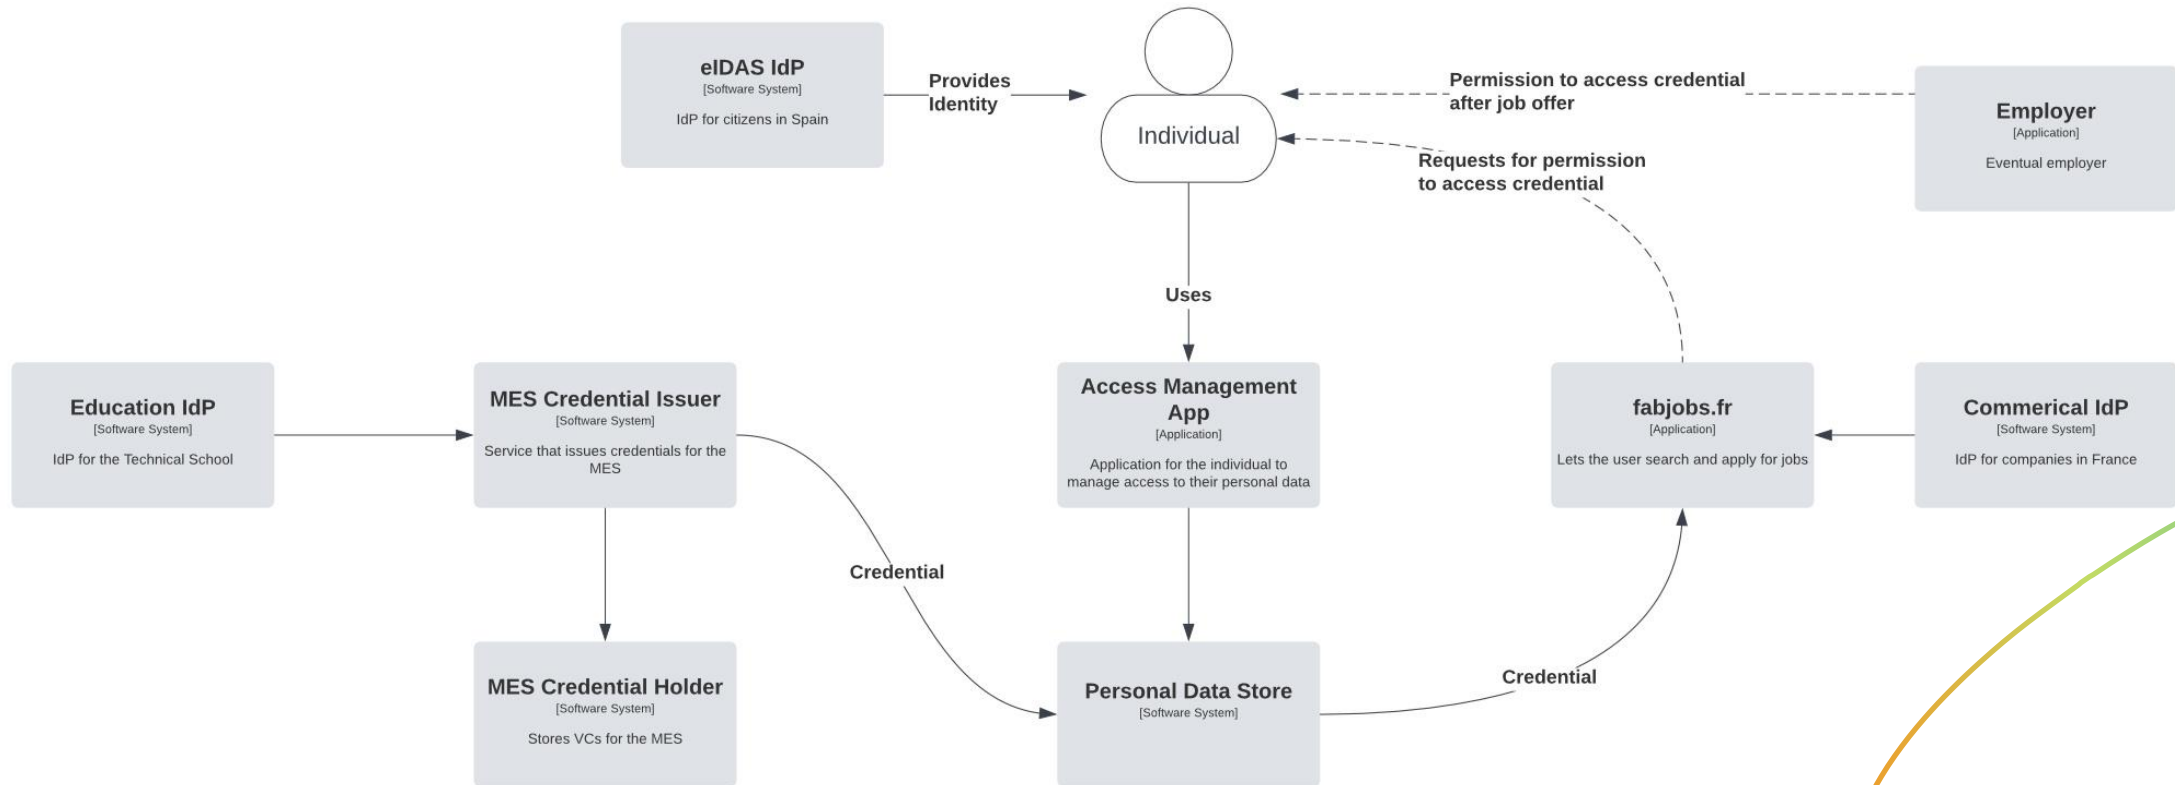 eIDAS IdP
[Software System]
IdP for citizens in Spain
Provides
Identity
Individual
Permission to access credential
after job offer
Employer
[Application]
Eventual employer
Requests for permission
to access credential
Uses
Education IdP
[Software System]
IdP for the Technical School
MES Credential Issuer
[Software System]
Service that issues credentials for the
MES
Access Management
App
[Application]
Application for the individual to
manage access to their personal data
fabjobs.fr
[Application]
Lets the user search and apply for jobs
Commerical IdP
[Software System]
IdP for companies in France
Credential
MES Credential Holder
[Software System]
Stores VCs for the MES
Personal Data Store
[Software System]
Credential